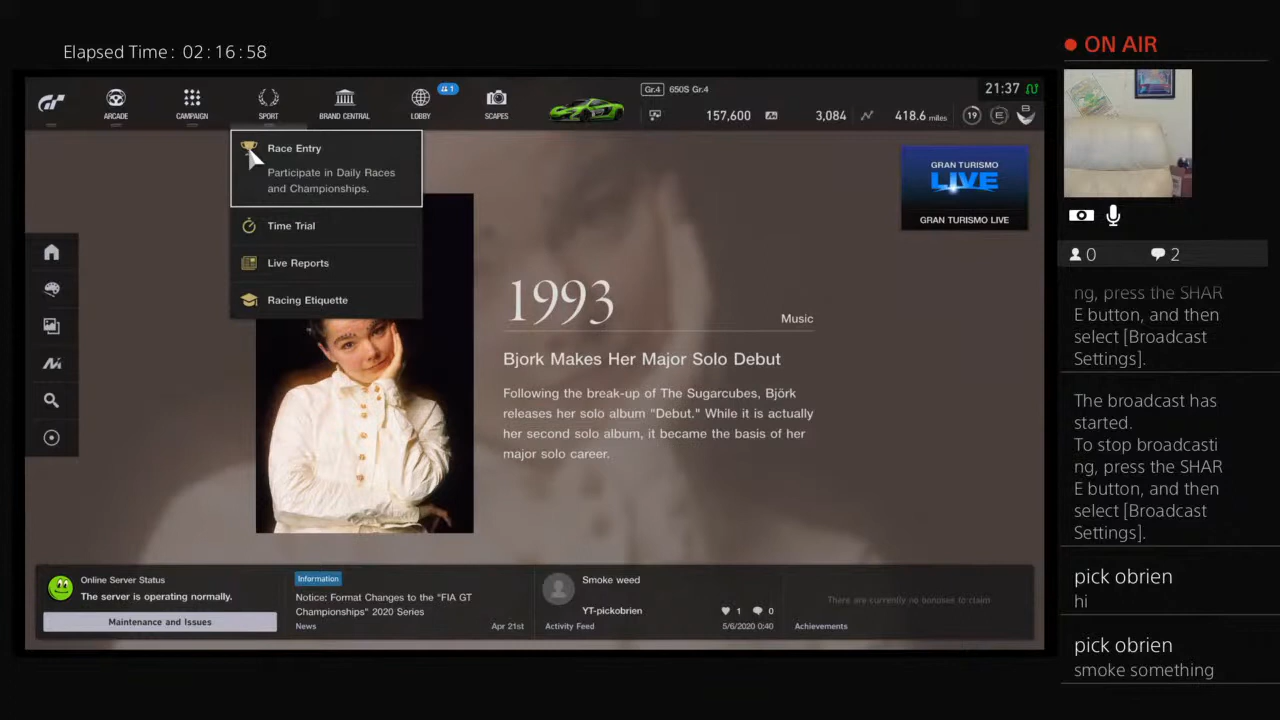 Elapsed Time: 02:16:58
ON AIR
ARCADE
CAMPAIGN
SPORT
BRAND CENTRAL
LOBBY
1
SCAPES
Gr.4 650S Gr.4
157,600
3,084
418.6 miles
21:37
19
E
Race Entry
Participate in Daily Races
and Championships.
Time Trial
Live Reports
Racing Etiquette
GRAN TURISMO
LIVE
GRAN TURISMO LIVE
1993
Music
Bjork Makes Her Major Solo Debut
Following the break-up of The Sugarcubes, Björk
releases her solo album "Debut." While it is actually
her second solo album, it became the basis of her
major solo career.
Online Server Status
The server is operating normally.
Maintenance and Issues
Information
Notice: Format Changes to the "FIA GT
Championships" 2020 Series
News
Apr 21st
Smoke weed
YT-pickobrien
1
0
Activity Feed
5/6/2020 0:40
There are currently no bonuses to claim
Achievements
0
2
ng, press the SHAR
E button, and then
select [Broadcast
Settings].
The broadcast has
started.
To stop broadcasti
ng, press the SHAR
E button, and then
select [Broadcast
Settings].
pick obrien
hi
pick obrien
smoke something